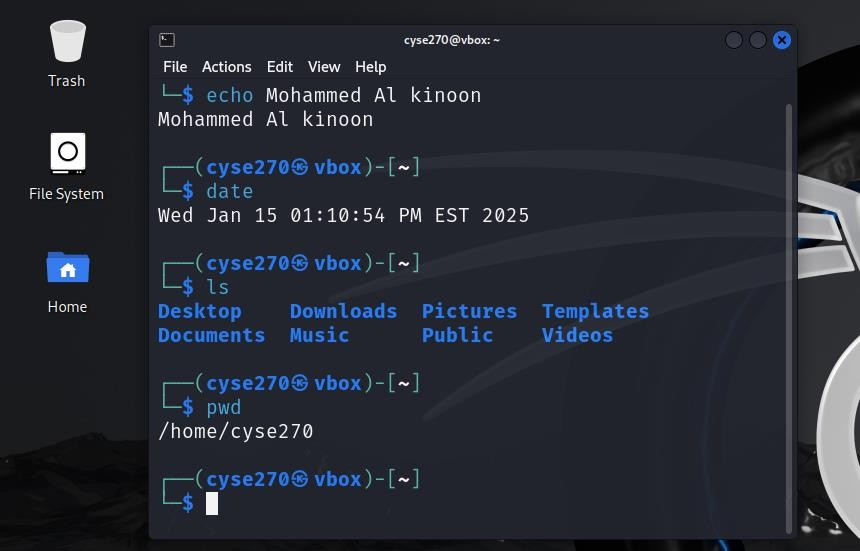 Trash
File System
Home
cyse270@vbox: ~
File Actions Edit View Help
└─$ echo Mohammed Al kinoon
Mohammed Al kinoon
┌──(cyse270㉿vbox)-[~]
└─$ date
Wed Jan 15 01:10:54 PM EST 2025
┌──(cyse270㉿vbox)-[~]
└─$ ls
Desktop Downloads Pictures Templates
Documents Music Public Videos
┌──(cyse270㉿vbox)-[~]
└─$ pwd
/home/cyse270
┌──(cyse270㉿vbox)-[~]
└─$